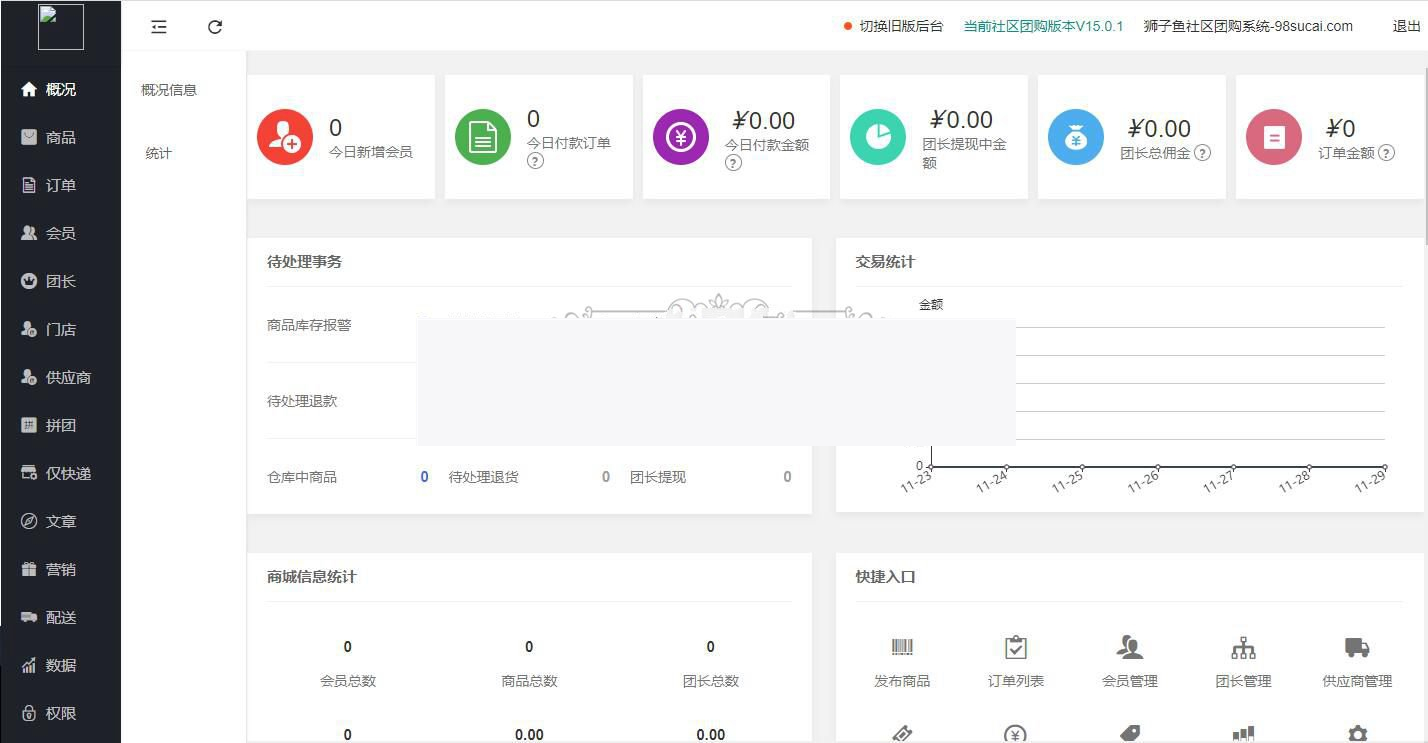 切换旧版后台 当前社区团购版本V15.0.1 狮子鱼社区团购系统-98sucai.com 退出
概况
商品
订单
会员
团长
门店
供应商
拼团
仅快递
文章
营销
配送
数据
权限
概况信息
统计
0
今日新增会员
0
今日付款订单
?
¥0.00
今日付款金额
?
¥0.00
团长提现中金
额
¥0.00
团长总佣金 ?
¥0
订单金额 ?
待处理事务
商品库存报警
待处理退款
仓库中商品 0 待处理退货 0 团长提现 0
交易统计
金额
0
11-23 11-24 11-25 11-26 11-27 11-28 11-29
商城信息统计
0 0 0
会员总数 商品总数 团长总数
0 0.00 0.00
快捷入口
发布商品 订单列表 会员管理 团长管理 供应商管理